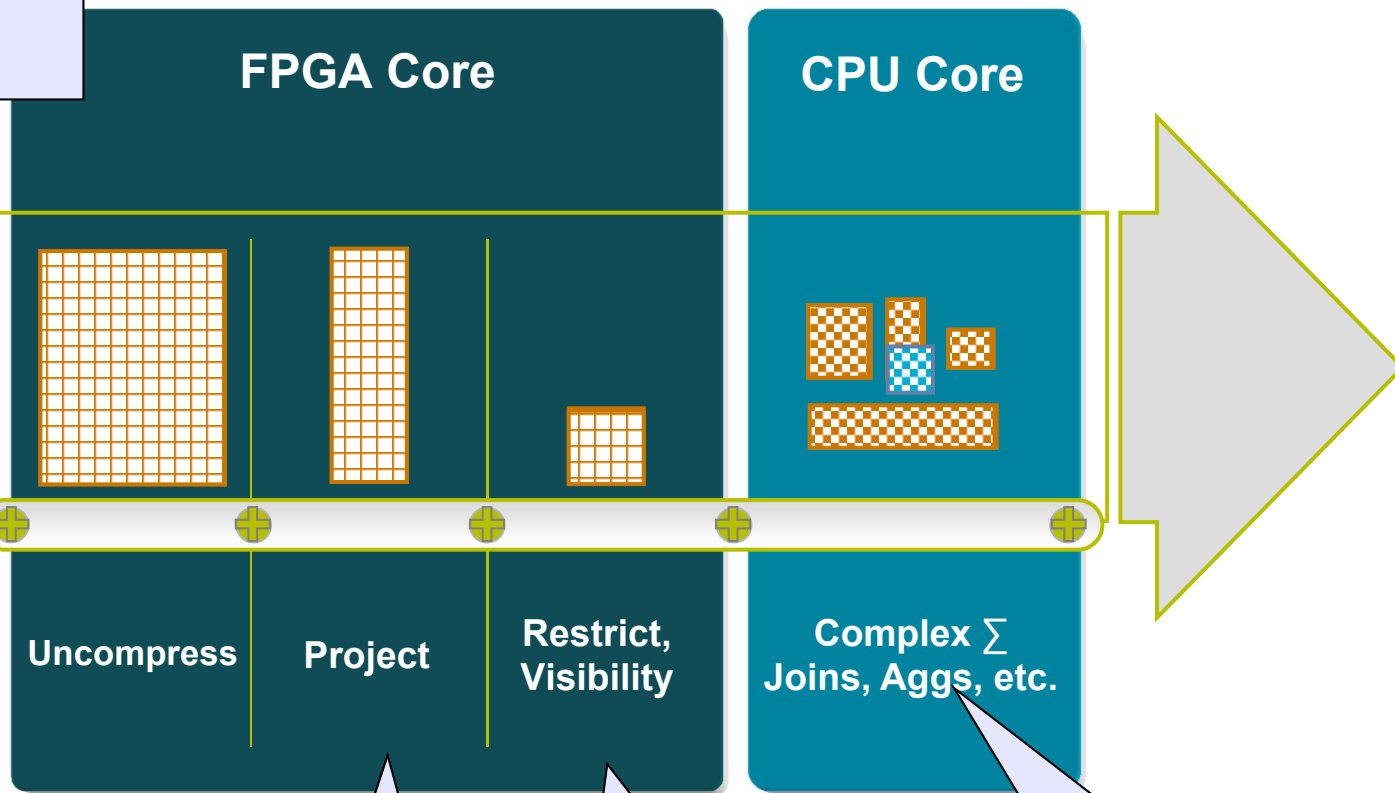 FPGA Core
CPU Core
Uncompress
Project
Restrict,
Visibility
Complex ∑
Joins, Aggs, etc.